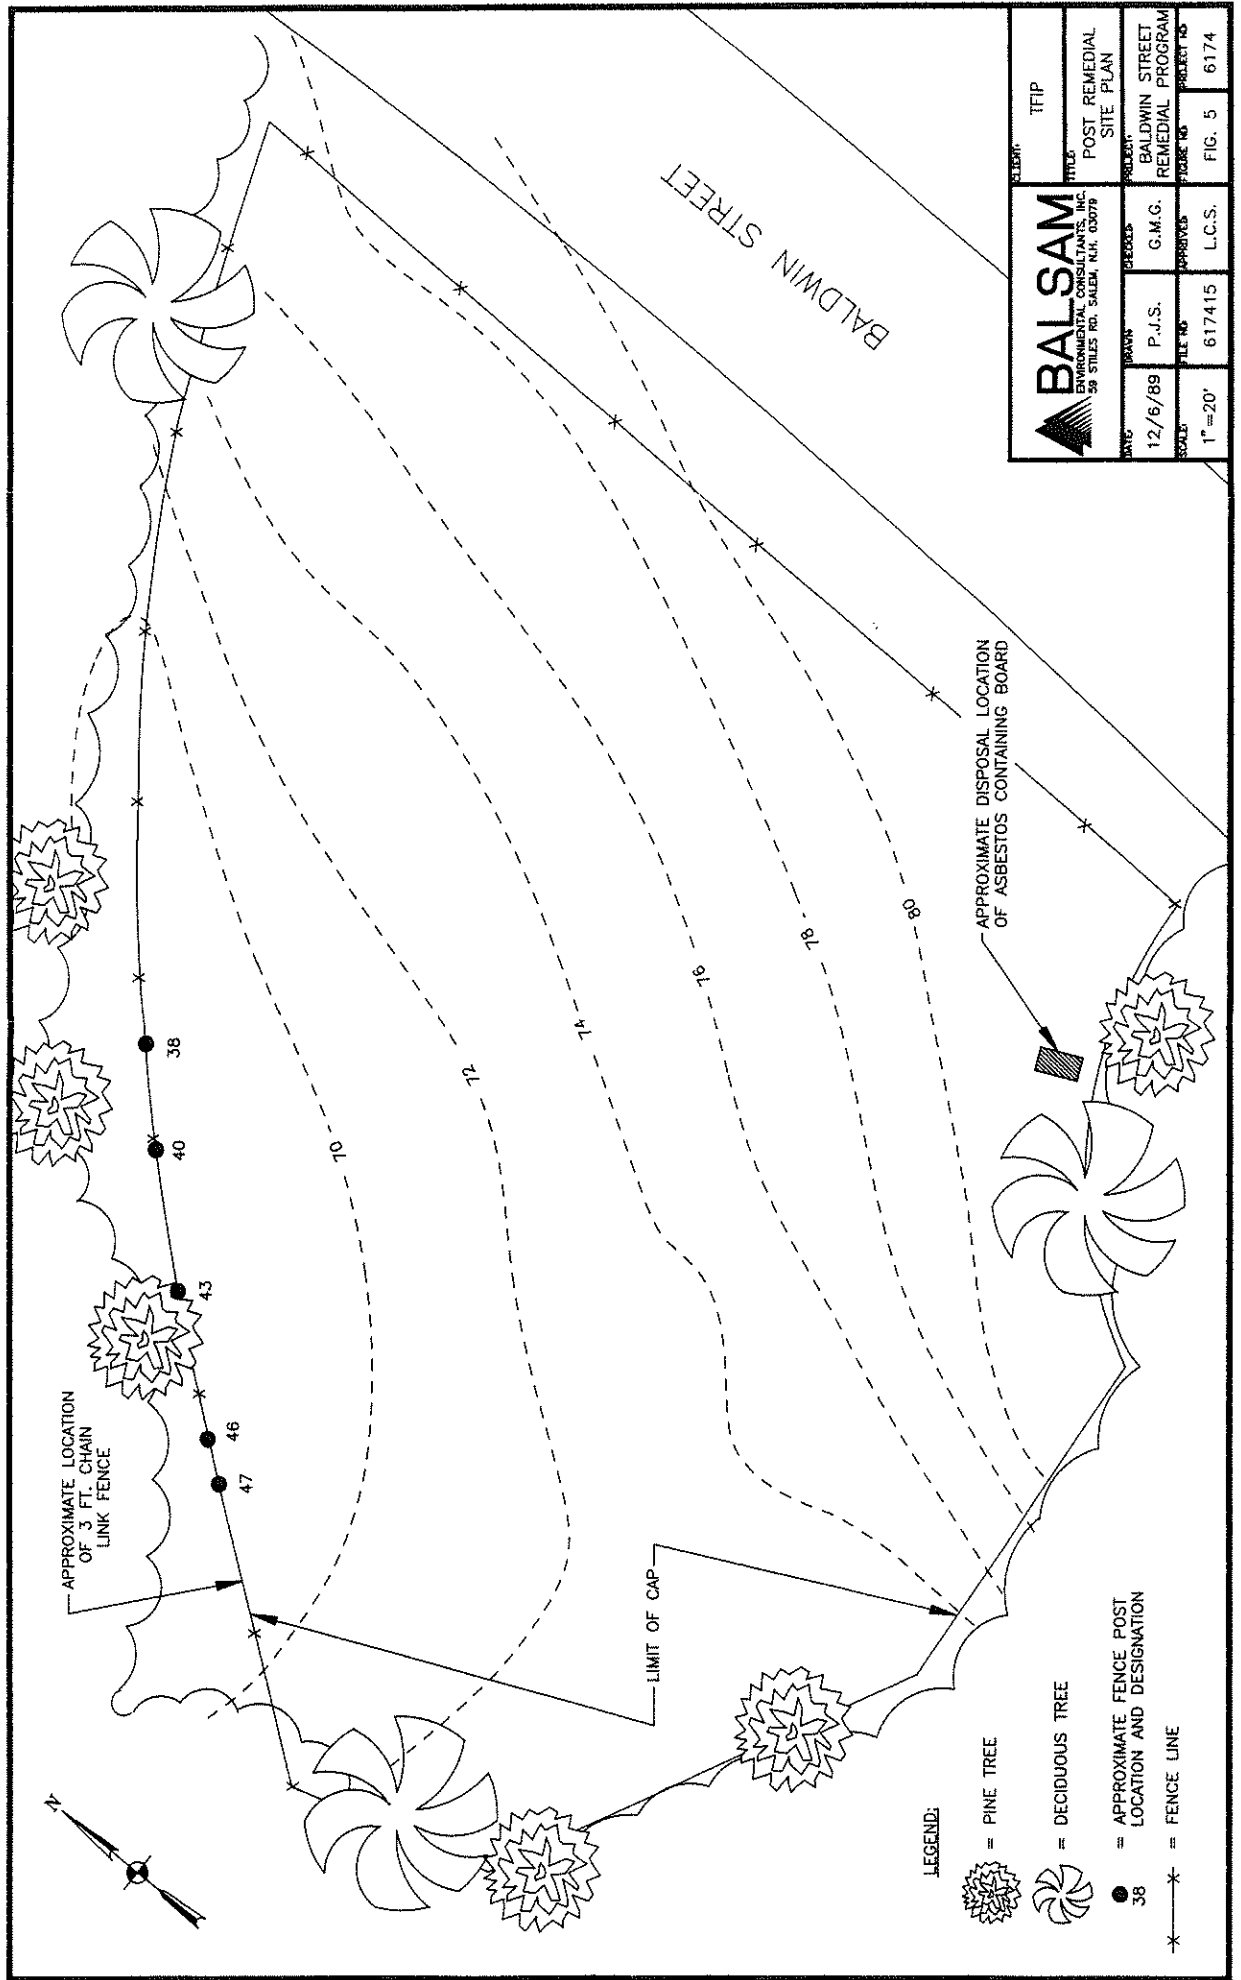 N
APPROXIMATE LOCATION
OF 3 FT. CHAIN
LINK FENCE
47
46
43
40
38
70
72
74
76
78
80
LIMIT OF CAP
BALDWIN STREET
APPROXIMATE DISPOSAL LOCATION
OF ASBESTOS CONTAINING BOARD
LEGEND:
= PINE TREE
= DECIDUOUS TREE
38
= APPROXIMATE FENCE POST
LOCATION AND DESIGNATION
= FENCE LINE
BALSAM
ENVIRONMENTAL CONSULTANTS, INC.
59 STILES RD. SALEM, N.H. 03079
CLIENT:
TFIP
TITLE:
POST REMEDIAL
SITE PLAN
DATE:
12/6/89
DRAWN:
P.J.S.
CHECKED:
G.M.G.
PROJECT:
BALDWIN STREET
REMEDIAL PROGRAM
SCALE:
1"=20'
FILE NO:
617415
APPROVED:
L.C.S.
FIGURE NO:
FIG. 5
PROJECT NO:
6174